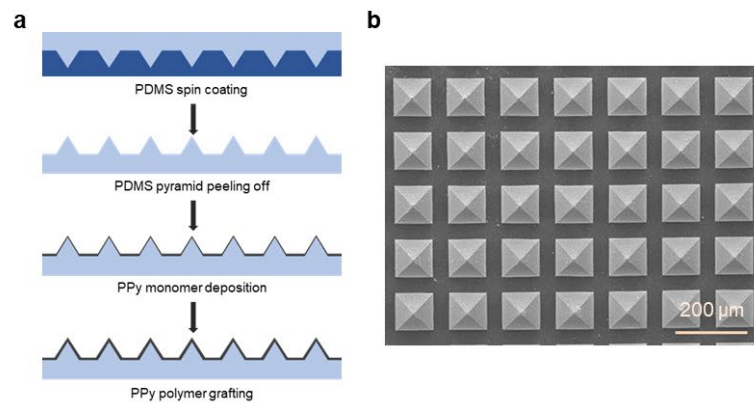 a
PDMS spin coating
PDMS pyramid peeling off
PPy monomer deposition
PPy polymer grafting
b
200 μm